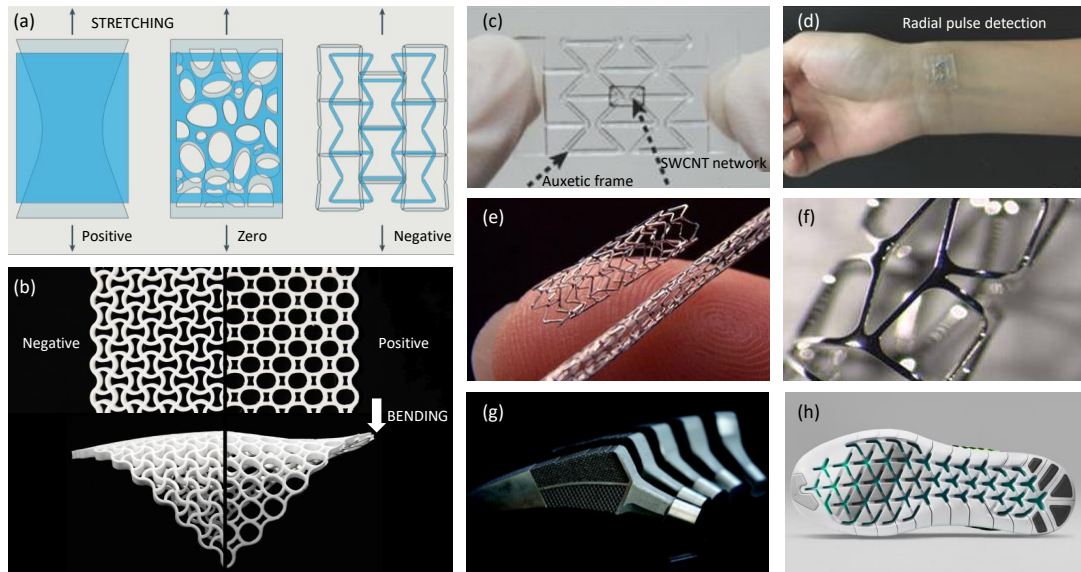 (a)
STRETCHING
Positive
Zero
Negative
(b)
Negative
Positive
BENDING
(c)
SWCNT network
Auxetic frame
(d)
Radial pulse detection
(e)
(f)
(g)
(h)